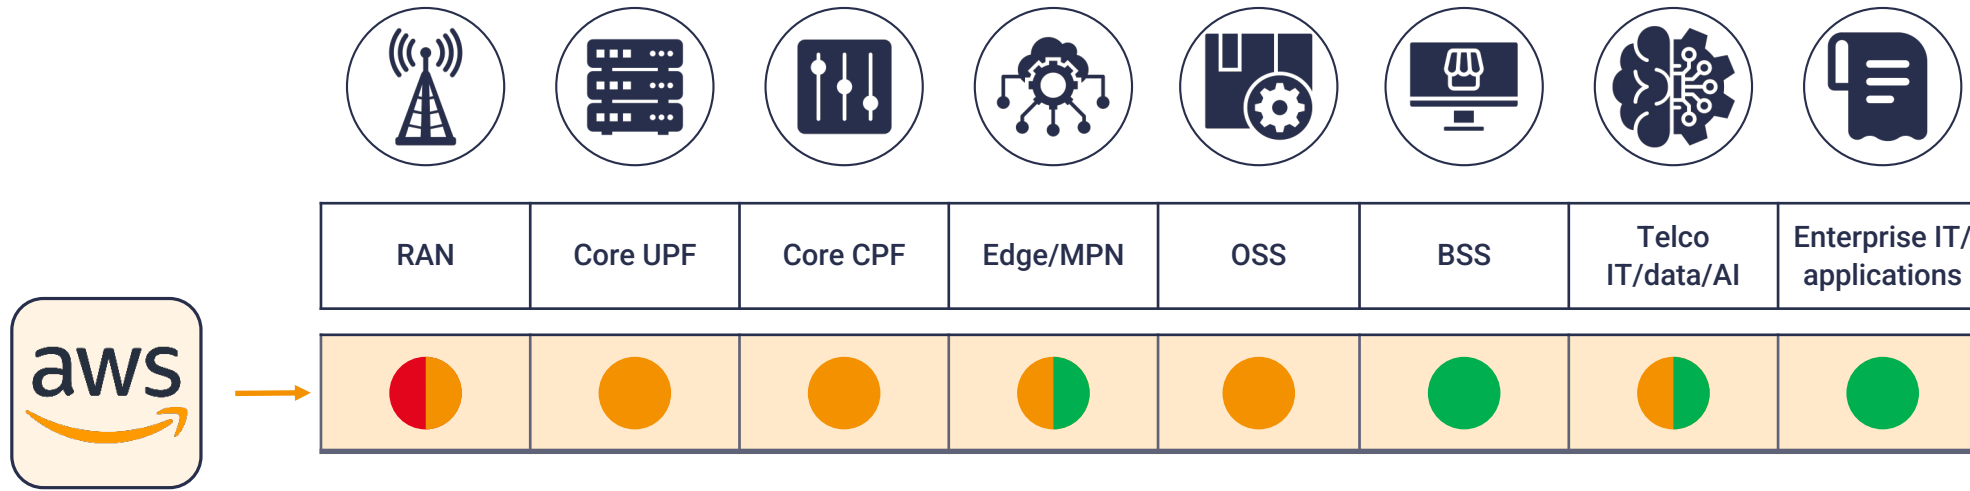 RAN
Core UPF
Core CPF
Edge/MPN
OSS
BSS
Telco
IT/data/AI
Enterprise IT/
applications
aws